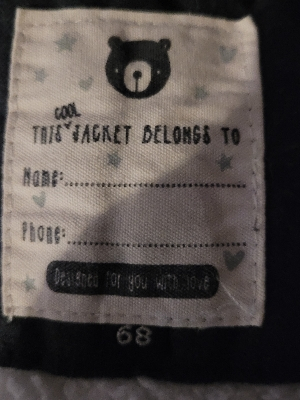 COOL
THIS JACKET BELONGS TO
Name:
Phone:
Designed for you with love
68